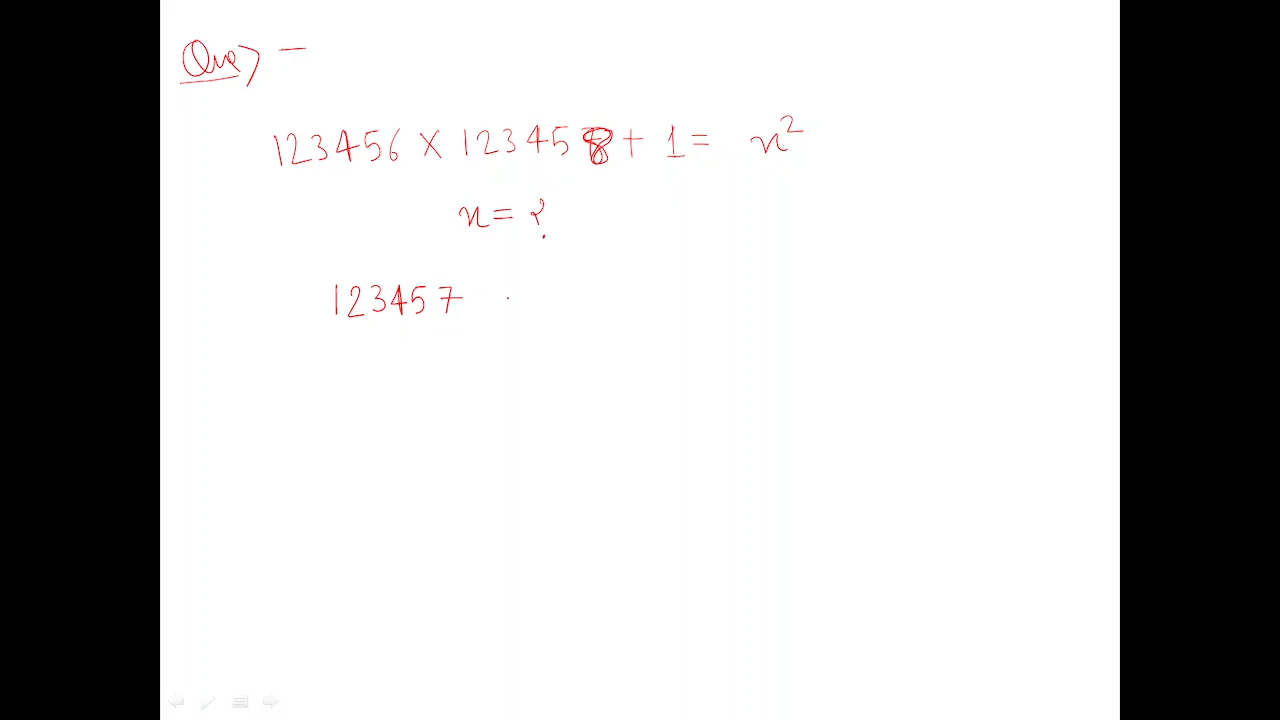 Que) -
123456 × 123458 + 1 = x²
x = ?
123457